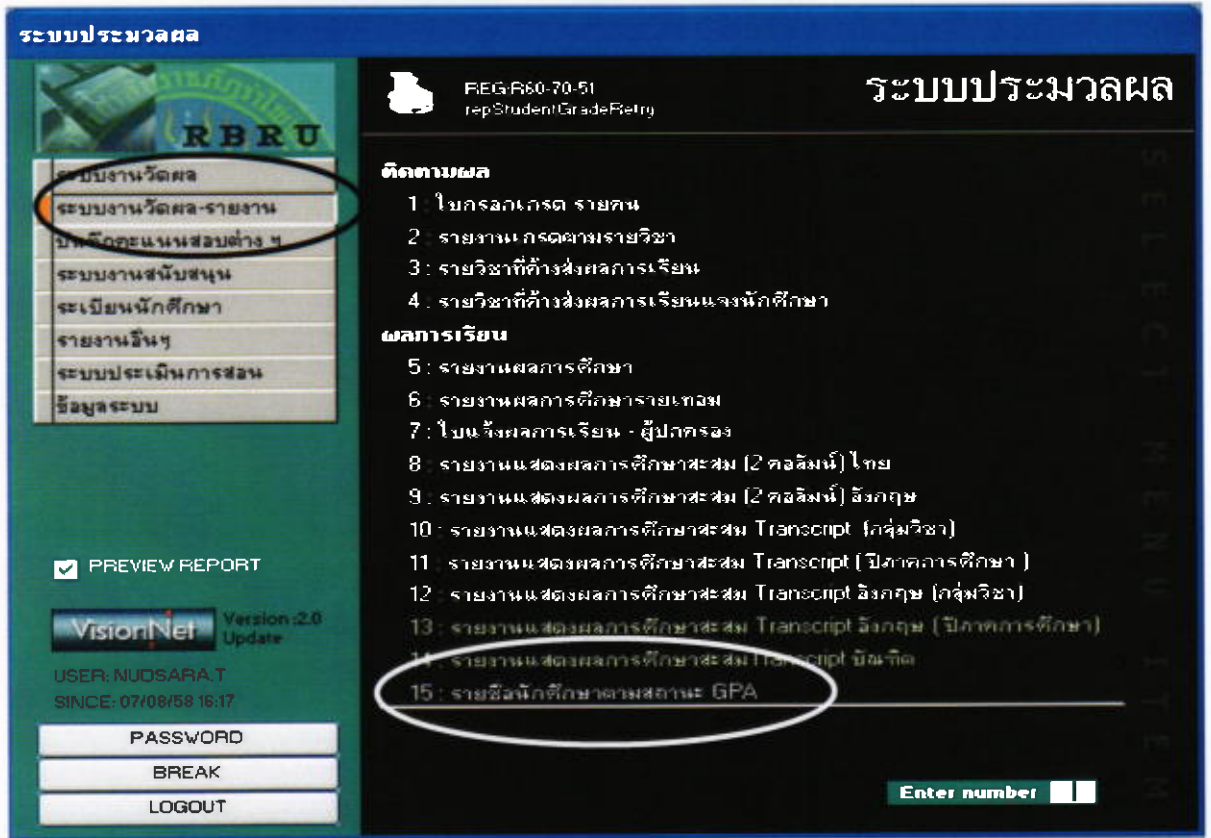 ระบบประมวลผล
RBRU
ระบบงานวัดผล
ระบบงานวัดผล-รายงาน
บันทึกคะแนนสอบต่าง ๆ
ระบบงานสนับสนุน
ระเบียนนักศึกษา
รายงานอื่นๆ
ระบบประเมินการสอน
ข้อมูลระบบ
PREVIEW REPORT
VisionNet
Version :2.0
Update
USER: NUDSARA.T
SINCE: 07/08/58 16:17
PASSWORD
BREAK
LOGOUT
REG:R60-70-51
repStudentGradeRetry
ระบบประมวลผล
ติดตามผล
1 : ใบกรอกเกรด รายคน
2 : รายงานเกรดตามรายวิชา
3 : รายวิชาที่ค้างส่งผลการเรียน
4 : รายวิชาที่ค้างส่งผลการเรียนแจงนักศึกษา
ผลการเรียน
5 : รายงานผลการศึกษา
6 : รายงานผลการศึกษารายเทอม
7 : ใบแจ้งผลการเรียน - ผู้ปกครอง
8 : รายงานแสดงผลการศึกษาสะสม (2 คอลัมน์) ไทย
9 : รายงานแสดงผลการศึกษาสะสม (2 คอลัมน์) อังกฤษ
10 : รายงานแสดงผลการศึกษาสะสม Transcript (กลุ่มวิชา)
11 : รายงานแสดงผลการศึกษาสะสม Transcript ( ปีภาคการศึกษา )
12 : รายงานแสดงผลการศึกษาสะสม Transcript อังกฤษ (กลุ่มวิชา)
13 : รายงานแสดงผลการศึกษาสะสม Transcript อังกฤษ ( ปีภาคการศึกษา)
14 : รายงานแสดงผลการศึกษาสะสม Transcript บัณฑิต
15 : รายชื่อนักศึกษาตามสถานะ GPA
Enter number
SELECT MENU ITEM